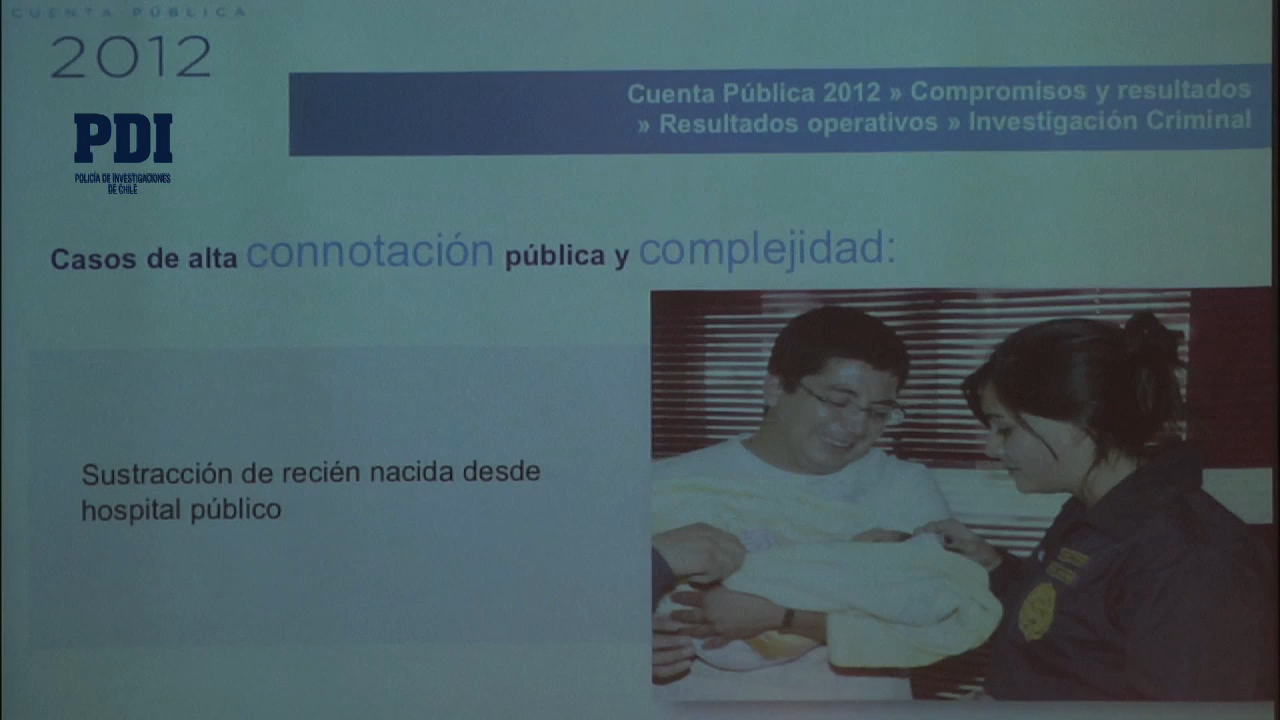 CUENTA PÚBLICA
2012
PDI
POLICÍA DE INVESTIGACIONES
DE CHILE
Cuenta Pública 2012 » Compromisos y resultados
» Resultados operativos » Investigación Criminal
Casos de alta connotación pública y complejidad:
Sustracción de recién nacida desde
hospital público